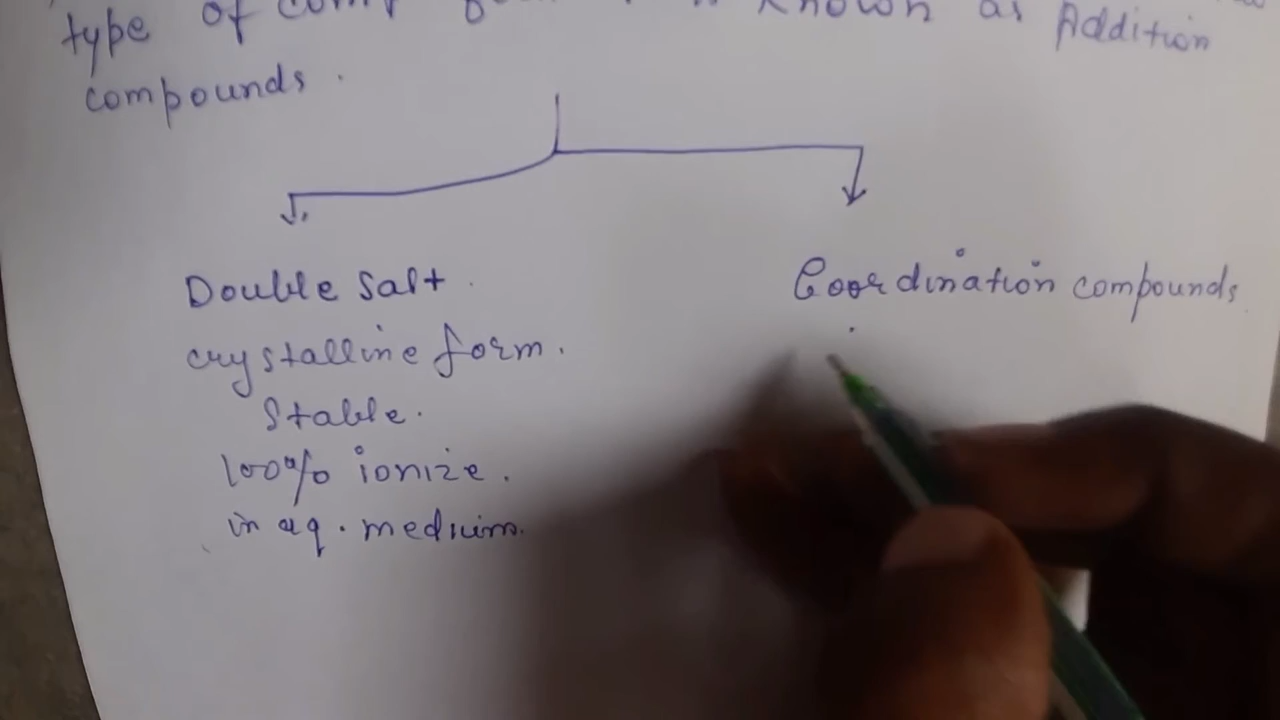 type of known as Addition
compounds.
Double salt.
Coordination compounds.
crystalline form.
Stable.
100% ionize.
in aq. medium.